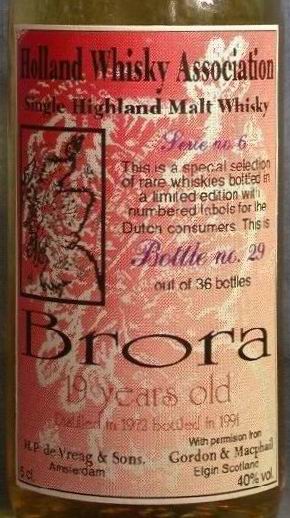 Holland Whisky Association
Single Highland Malt Whisky
Serie no. 6
This is a special selection
of rare whiskies bottled in
a limited edition with
numbered labels for the
Dutch consumers. This is
Bottle no. 29
out of 36 bottles
Brora
19 years old
Distilled in 1972 bottled in 1991
H.P. de Vreng & Sons.
Amsterdam
5 cl
With permision from
Gordon & Macphail
Elgin Scotland
40% vol.